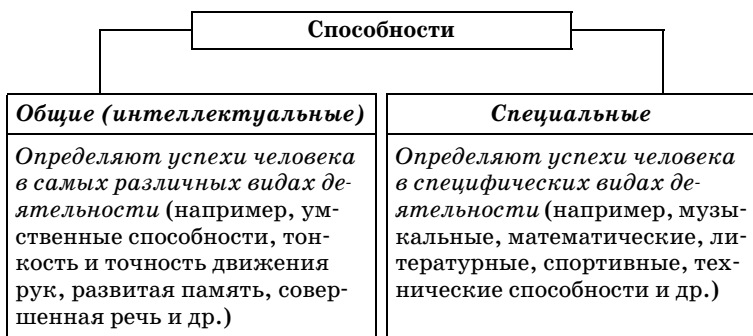 Способности
Общие (интеллектуальные)
Определяют успехи человека
в самых различных видах де-
ятельности (например, ум-
ственные способности, тон-
кость и точность движения
рук, развитая память, совер-
шенная речь и др.)
Специальные
Определяют успехи человека
в специфических видах де-
ятельности (например, музы-
кальные, математические, ли-
тературные, спортивные, тех-
нические способности и др.)